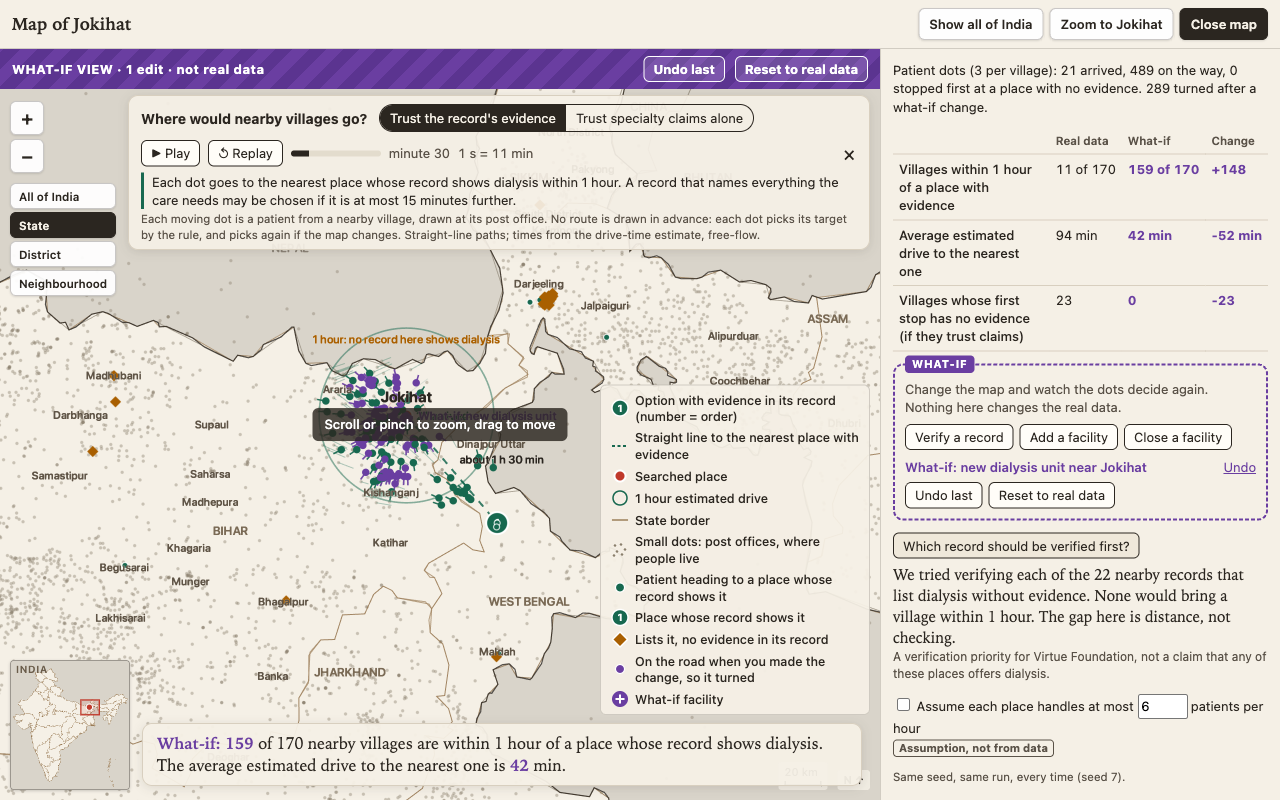 Map of Jokihat
Show all of India
Zoom to Jokihat
Close map
WHAT-IF VIEW · 1 edit · not real data
Undo last
Reset to real data
+
−
All of India
State
District
Neighbourhood
Where would nearby villages go?
Trust the record's evidence
Trust specialty claims alone
Play
Replay
minute 30 1 s = 11 min
×
Each dot goes to the nearest place whose record shows dialysis within 1 hour. A record that names everything the
care needs may be chosen if it is at most 15 minutes further.
Each moving dot is a patient from a nearby village, drawn at its post office. No route is drawn in advance: each dot picks its target
by the rule, and picks again if the map changes. Straight-line paths; times from the drive-time estimate, free-flow.
NEPAL
Darjeeling
Jalpaiguri
ASSAM
Alipurduar
Coochbehar
1 hour: no record here shows dialysis
Madhubani
Araria
Jokihat
What-if: new dialysis unit
Scroll or pinch to zoom, drag to move
Darbhanga
Supaul
Dinajpur Uttar
about 1 h 30 min
Samastipur
Saharsa
Kishanganj
Madhepura
BIHAR
Katihar
Khagaria
Begusarai
Munger
Bhagalpur
WEST BENGAL
Lakhisarai
Maldah
Banka
JHARKHAND
INDIA
1
Option with evidence in its record
(number = order)
Straight line to the nearest place with
evidence
Searched place
1 hour estimated drive
State border
Small dots: post offices, where
people live
Patient heading to a place whose
record shows it
1
Place whose record shows it
Lists it, no evidence in its record
On the road when you made the
change, so it turned
What-if facility
What-if: 159 of 170 nearby villages are within 1 hour of a place whose record shows dialysis.
The average estimated drive to the nearest one is 42 min.
20 km
Patient dots (3 per village): 21 arrived, 489 on the way, 0
stopped first at a place with no evidence. 289 turned after a
what-if change.
Real data What-if Change
Villages within 1 hour
of a place with
evidence
11 of 170 159 of 170 +148
Average estimated
drive to the nearest
one
94 min 42 min -52 min
Villages whose first
stop has no evidence
(if they trust claims)
23 0 -23
WHAT-IF
Change the map and watch the dots decide again.
Nothing here changes the real data.
Verify a record
Add a facility
Close a facility
What-if: new dialysis unit near Jokihat
Undo
Undo last
Reset to real data
Which record should be verified first?
We tried verifying each of the 22 nearby records that
list dialysis without evidence. None would bring a
village within 1 hour. The gap here is distance, not
checking.
A verification priority for Virtue Foundation, not a claim that any of
these places offers dialysis.
Assume each place handles at most 6 patients per
hour
Assumption, not from data
Same seed, same run, every time (seed 7).